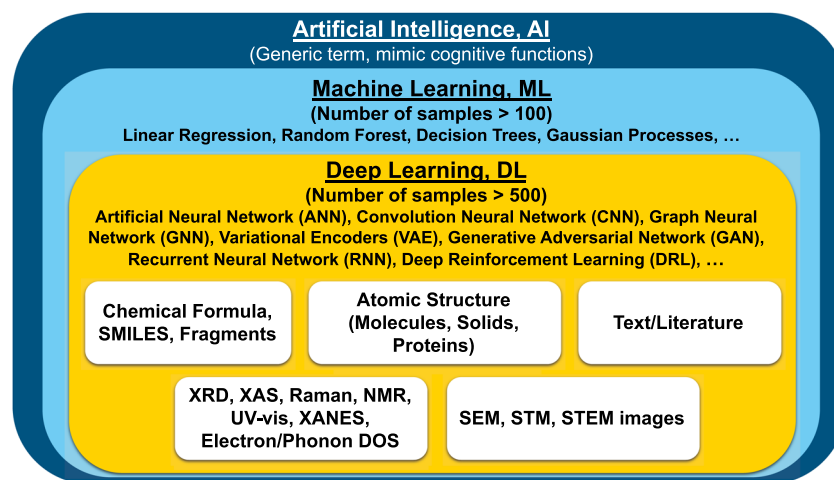 Artificial Intelligence, AI
(Generic term, mimic cognitive functions)
Machine Learning, ML
(Number of samples > 100)
Linear Regression, Random Forest, Decision Trees, Gaussian Processes, …
Deep Learning, DL
(Number of samples > 500)
Artificial Neural Network (ANN), Convolution Neural Network (CNN), Graph Neural
Network (GNN), Variational Encoders (VAE), Generative Adversarial Network (GAN),
Recurrent Neural Network (RNN), Deep Reinforcement Learning (DRL), …
Chemical Formula,
SMILES, Fragments
Atomic Structure
(Molecules, Solids,
Proteins)
Text/Literature
XRD, XAS, Raman, NMR,
UV-vis, XANES,
Electron/Phonon DOS
SEM, STM, STEM images